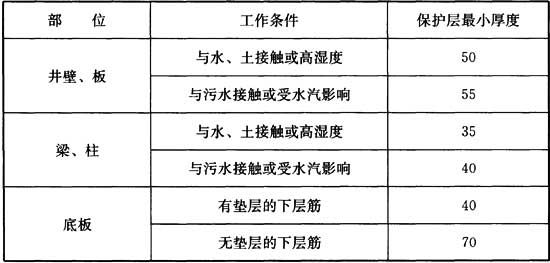 部 位 工作条件 保护层最小厚度
井壁、板 与水、土接触或高湿度 50
与污水接触或受水汽影响 55
梁、柱 与水、土接触或高湿度 35
与污水接触或受水汽影响 40
底板 有垫层的下层筋 40
无垫层的下层筋 70